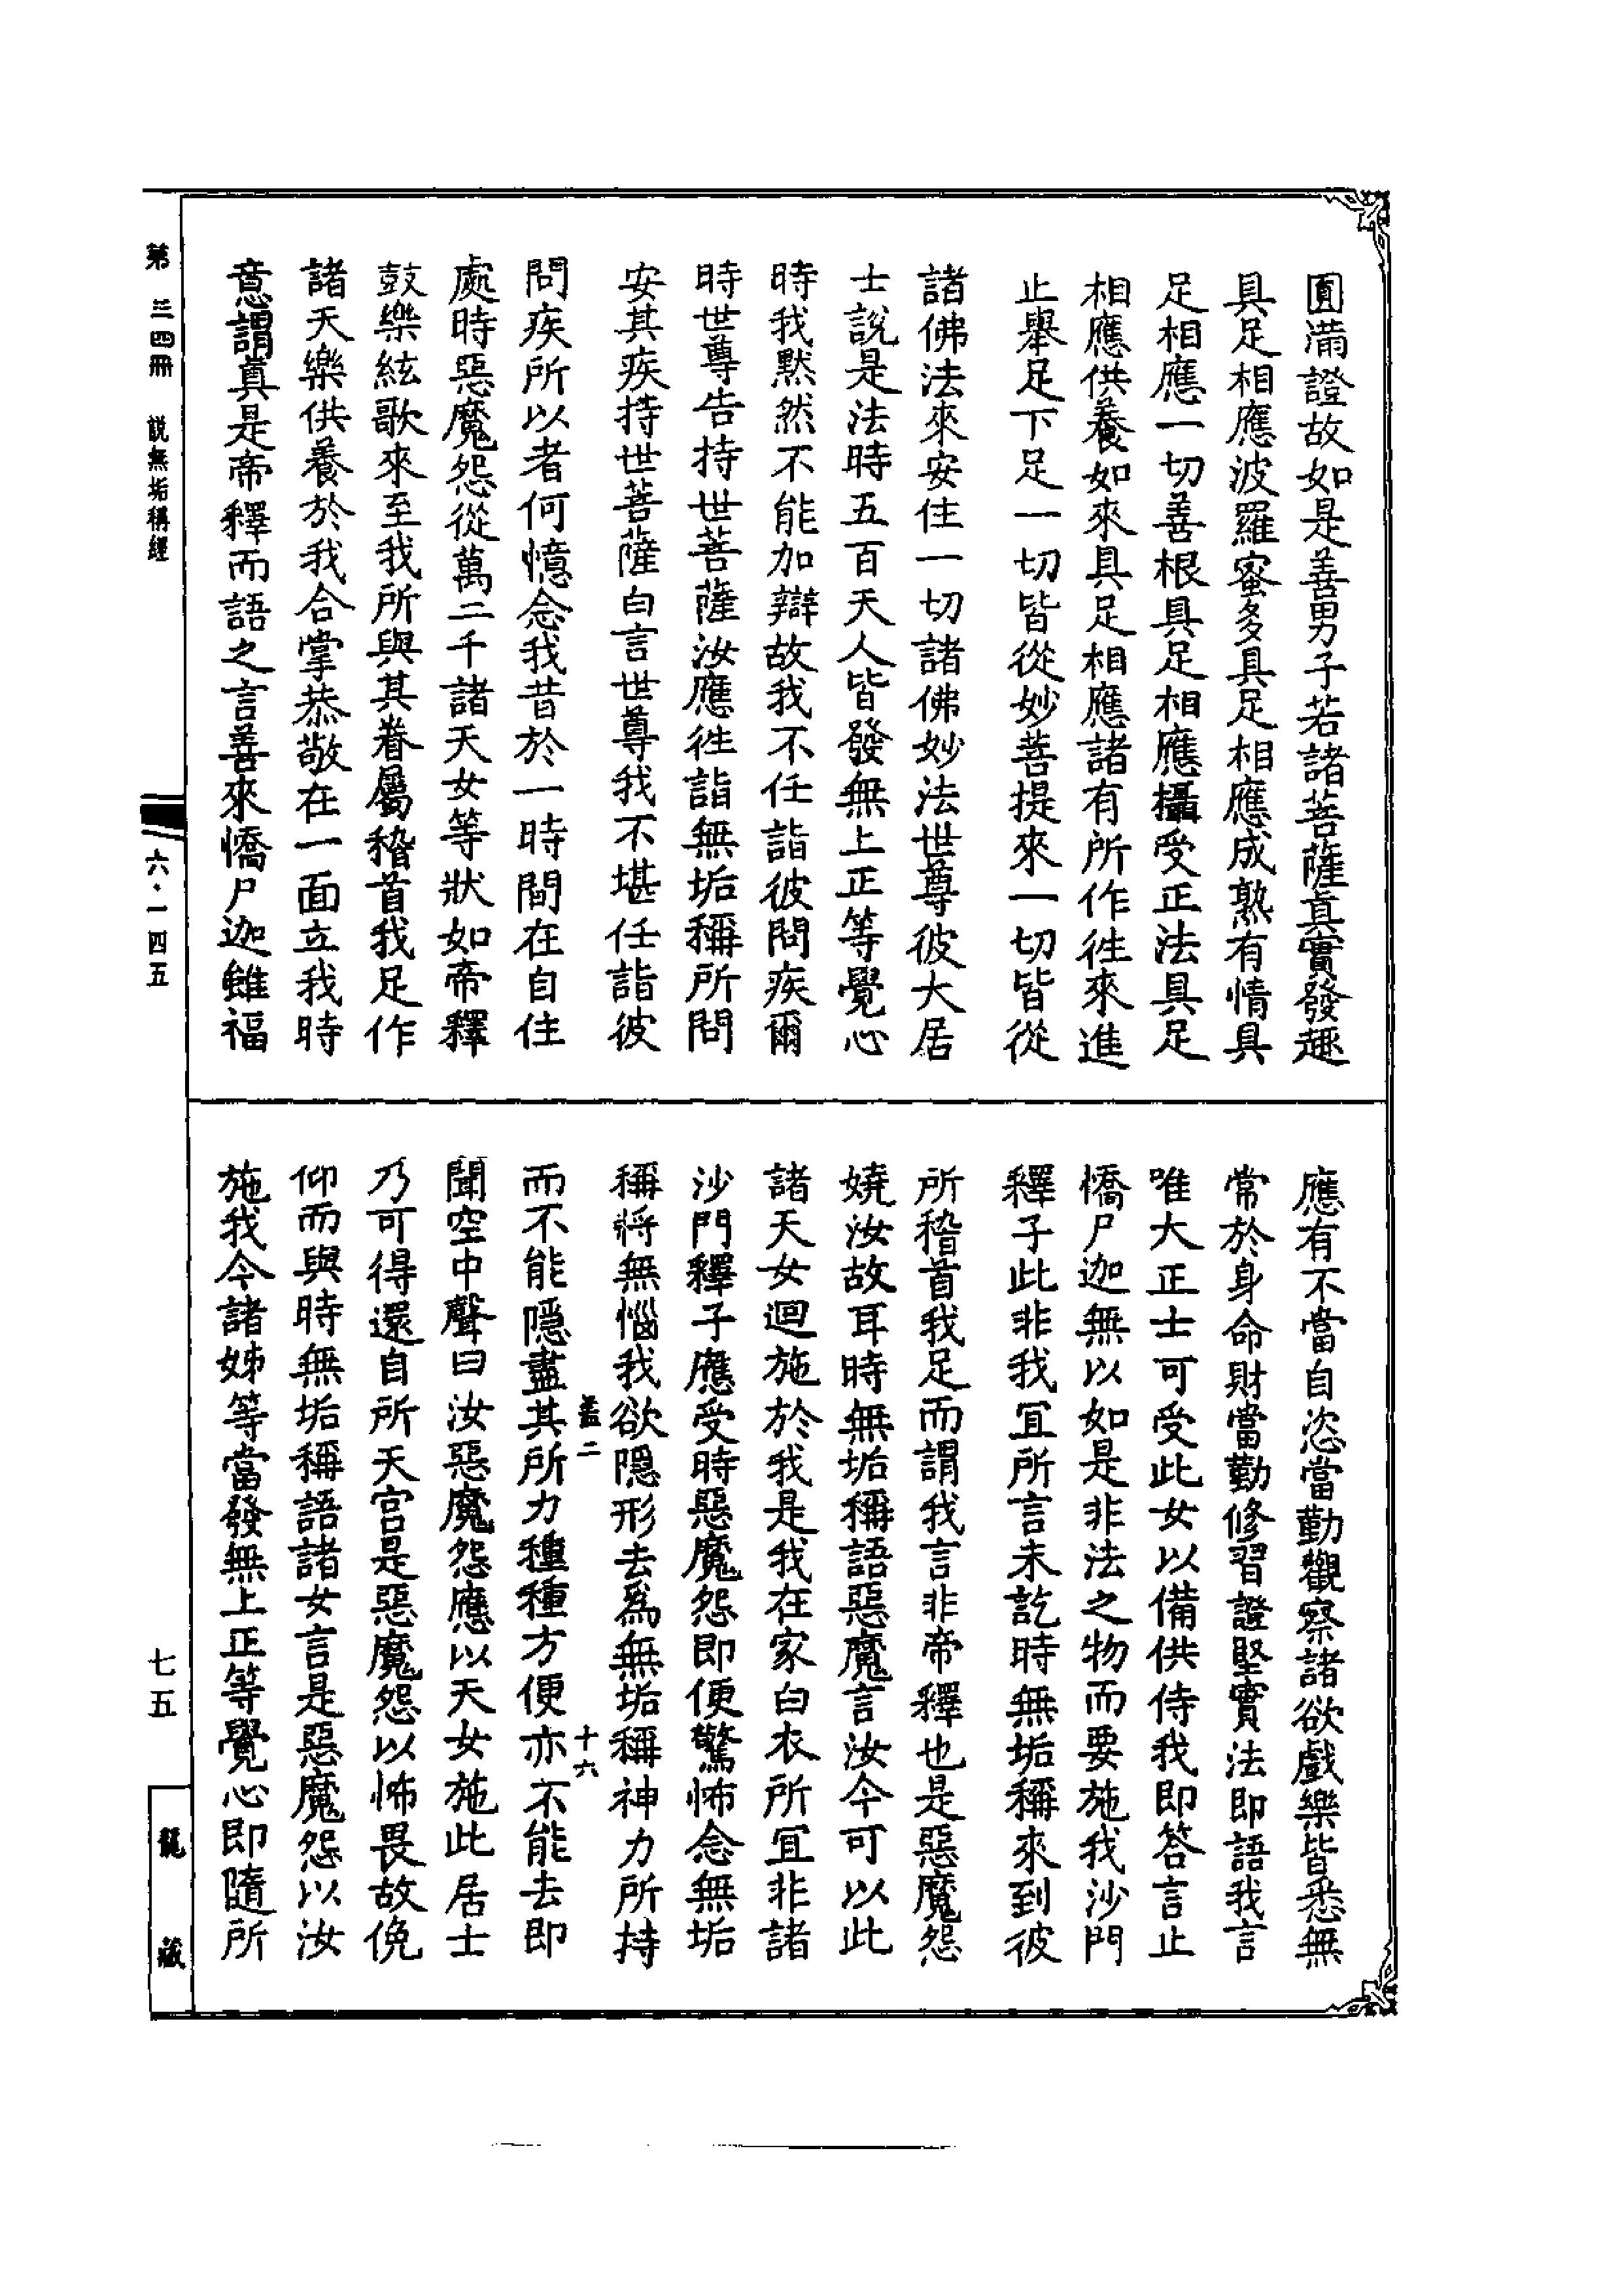 圓滿證故如是善男子若諸菩薩真實發趣
具足相應波羅蜜多具足相應成熟有情具
足相應一切善根具足相應攝受正法具足
相應供養如來具足相應諸有所作徃來進
止舉足下足一切皆從妙菩提來一切皆從
諸佛法來安住一切諸佛妙法世尊彼大居
士說是法時五百天人皆發無上正等覺心
時我默然不能加辯故我不任詣彼問疾爾
時世尊告持世菩薩汝應徃詣無垢稱所問
安其疾持世菩薩白言世尊我不堪任詣彼
問疾所以者何憶念我昔於一時間在自住
處時惡魔怨從萬二千諸天女等狀如帝釋
鼓樂絃歌來至我所與其眷屬稽首我足作
諸天樂供養於我合掌恭敬在一面立我時
意謂真是帝釋而語之言善來憍尸迦雖福
應有不當自恣當勤觀察諸欲戲樂皆悉無
常於身命財當勤修習證堅實法即語我言
唯大正士可受此女以備供侍我即答言止
憍尸迦無以如是非法之物而要施我沙門
釋子此非我宜所言未訖時無垢稱來到彼
所稽首我足而謂我言非帝釋也是惡魔怨
嬈汝故耳時無垢稱語惡魔言汝今可以此
諸天女迴施於我是我在家白衣所宜非諸
沙門釋子應受時惡魔怨即便驚怖念無垢
稱將無惱我欲隱形去為無垢稱神力所持
而不能隱盡其所力種種方便亦不能去即
聞空中聲曰汝惡魔怨應以天女施此居士
乃可得還自所天宮是惡魔怨以怖畏故俛
仰而與時無垢稱語諸女言是惡魔怨以汝
施我今諸姊等當發無上正等覺心即隨所
蓋二
十六
第三四冊 說無垢稱經
六·一四五
七五
龍藏